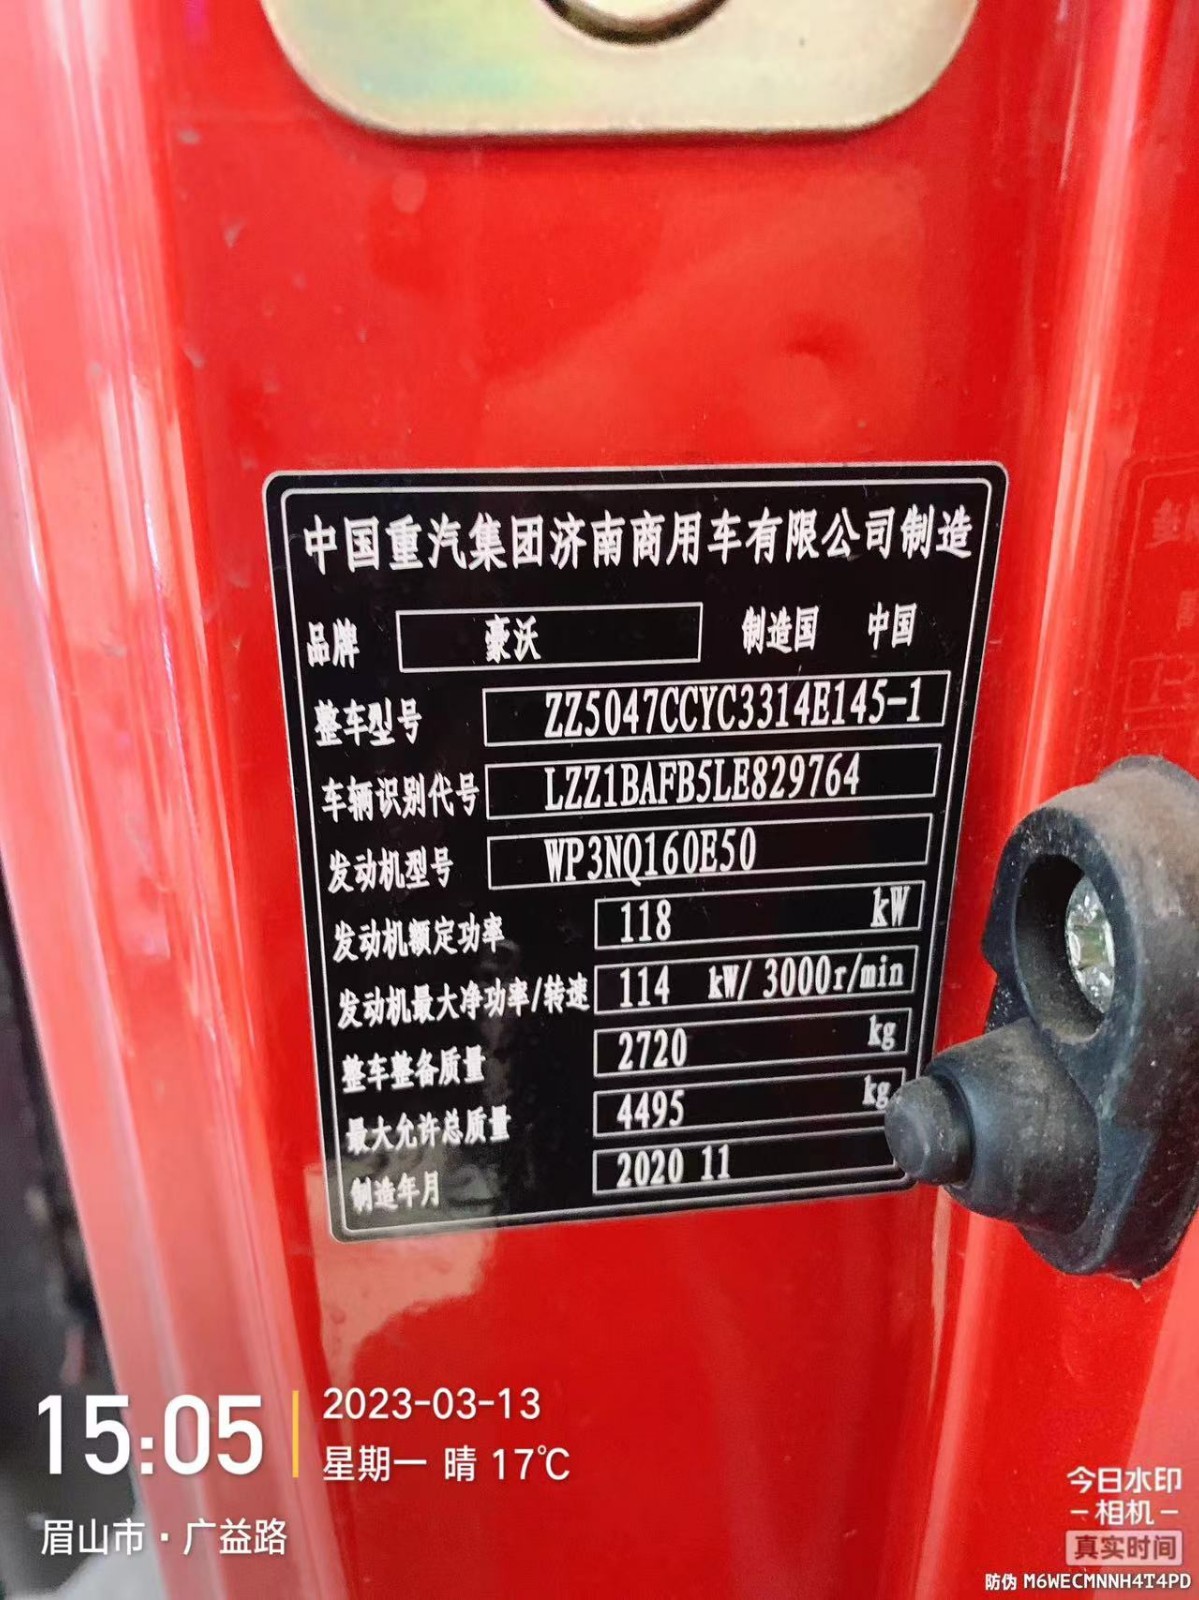 中国重汽集团济南商用车有限公司制造
品牌 豪沃 制造国 中国
整车型号 ZZ5047CCYC3314E145-1
车辆识别代号 LZZ1BAFB5LE829764
发动机型号 WP3NQ160E50
发动机额定功率 118 kW
发动机最大净功率/转速 114 kW/ 3000r/min
整车整备质量 2720 kg
最大允许总质量 4495 kg
制造年月 2020 11
15:05 2023-03-13
星期一 晴 17℃
眉山市·广益路
今日水印
-相机-
真实时间
防伪 M6WECMNNH4T4PD